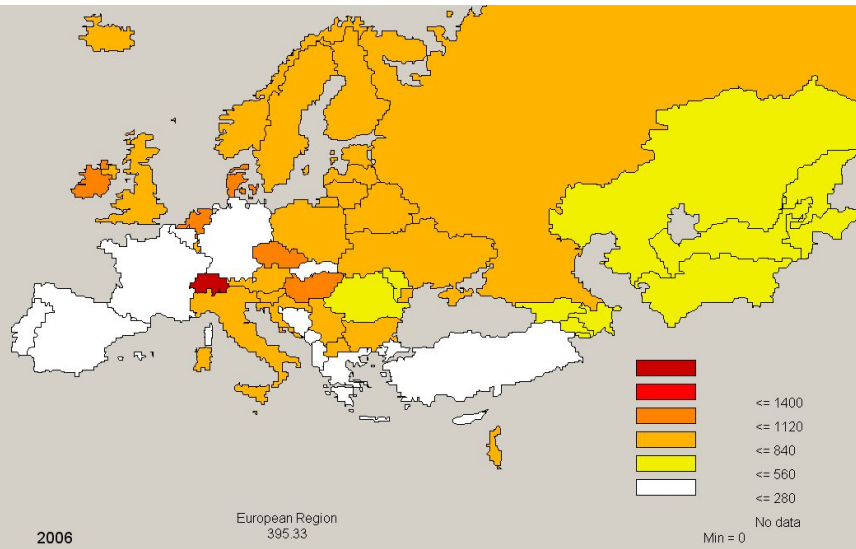 <= 1400
<= 1120
<= 840
<= 560
<= 280
No data
European Region
395.33
2006
Min = 0